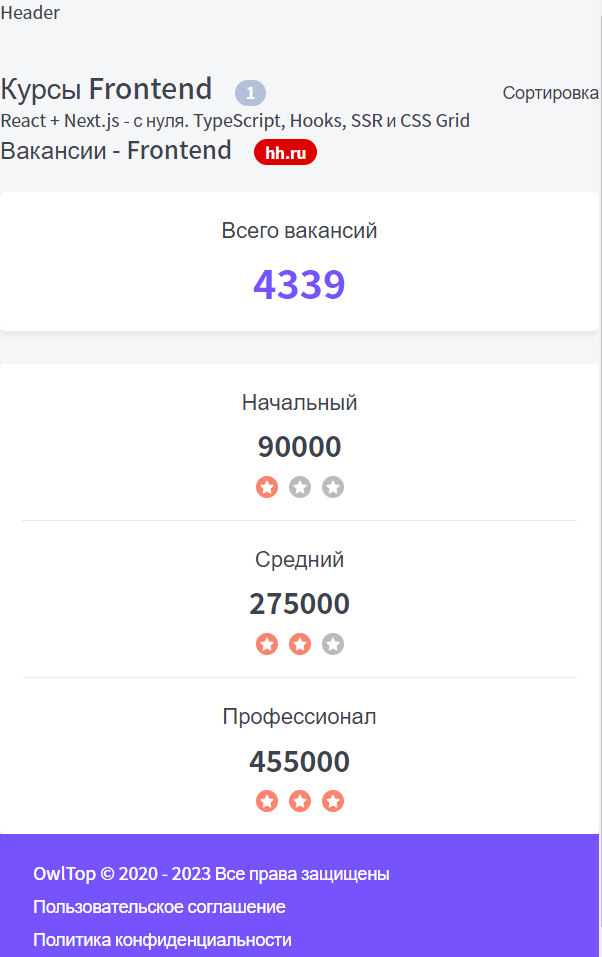 Header
Курсы Frontend 1 Сортировка
React + Next.js - с нуля. TypeScript, Hooks, SSR и CSS Grid
Вакансии - Frontend hh.ru
Всего вакансий
4339
Начальный
90000
Средний
275000
Профессионал
455000
OwlTop © 2020 - 2023 Все права защищены
Пользовательское соглашение
Политика конфиденциальности